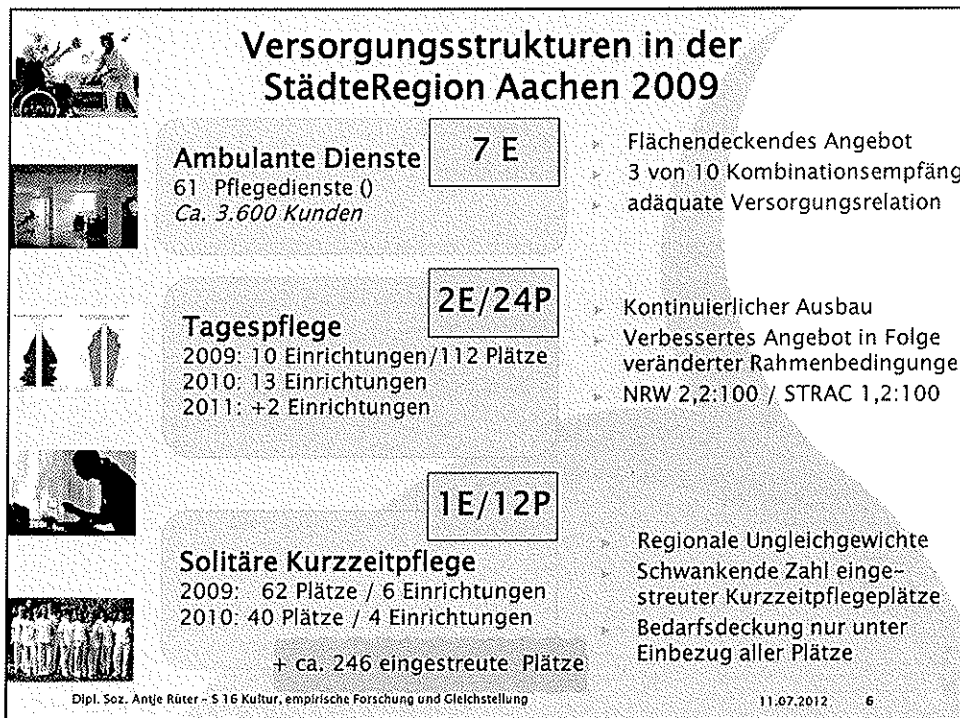 Versorgungsstrukturen in der
StädteRegion Aachen 2009
Ambulante Dienste
7 E
61 Pflegedienste ()
Ca. 3.600 Kunden
Flächendeckendes Angebot
3 von 10 Kombinationsempfäng
adäquate Versorgungsrelation
2E/24P
Tagespflege
2009: 10 Einrichtungen/112 Plätze
2010: 13 Einrichtungen
2011: +2 Einrichtungen
Kontinuierlicher Ausbau
Verbessertes Angebot in Folge
veränderter Rahmenbedingunge
NRW 2,2:100 / STRAC 1,2:100
1E/12P
Solitäre Kurzzeitpflege
2009: 62 Plätze / 6 Einrichtungen
2010: 40 Plätze / 4 Einrichtungen
+ ca. 246 eingestreute Plätze
Regionale Ungleichgewichte
Schwankende Zahl einge-
streuter Kurzzeitpflegeplätze
Bedarfsdeckung nur unter
Einbezug aller Plätze
Dipl. Soz. Antje Rüter – S 16 Kultur, empirische Forschung und Gleichstellung
11.07.2012 6